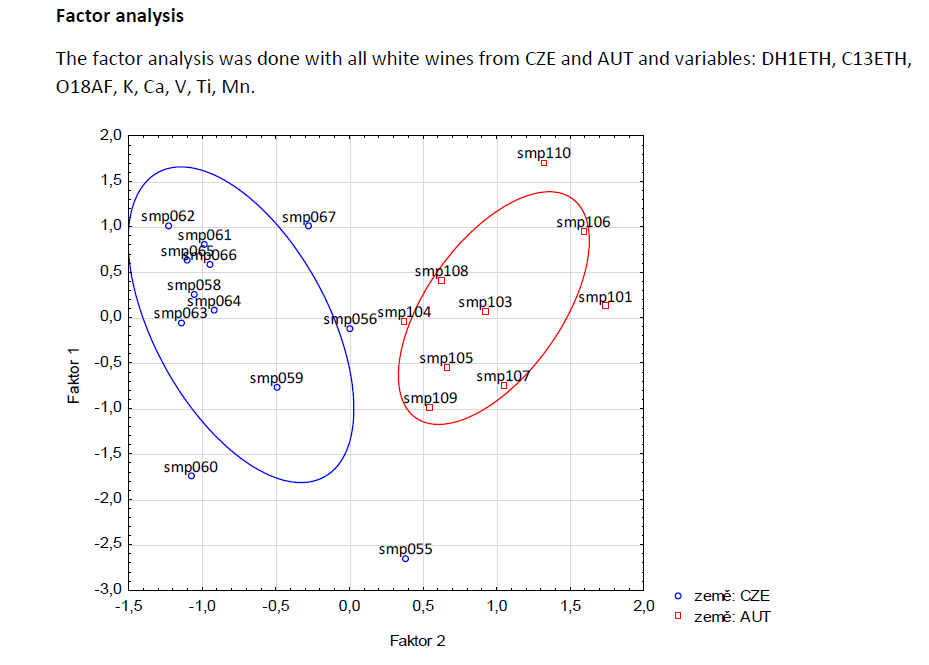 Factor analysis
The factor analysis was done with all white wines from CZE and AUT and variables: DH1ETH, C13ETH,
O18AF, K, Ca, V, Ti, Mn.
2,0
smp110
1,5
smp062
smp067
smp106
1,0
smp061
smp065
smp066
0,5
smp108
smp058
smp064
smp103
smp101
smp063
smp056
smp104
0,0
smp105
-0,5
smp059
smp107
smp109
-1,0
-1,5
smp060
-2,0
-2,5
smp055
-3,0
Faktor 1
-1,5 -1,0 -0,5 0,0 0,5 1,0 1,5 2,0
Faktor 2
země: CZE
země: AUT